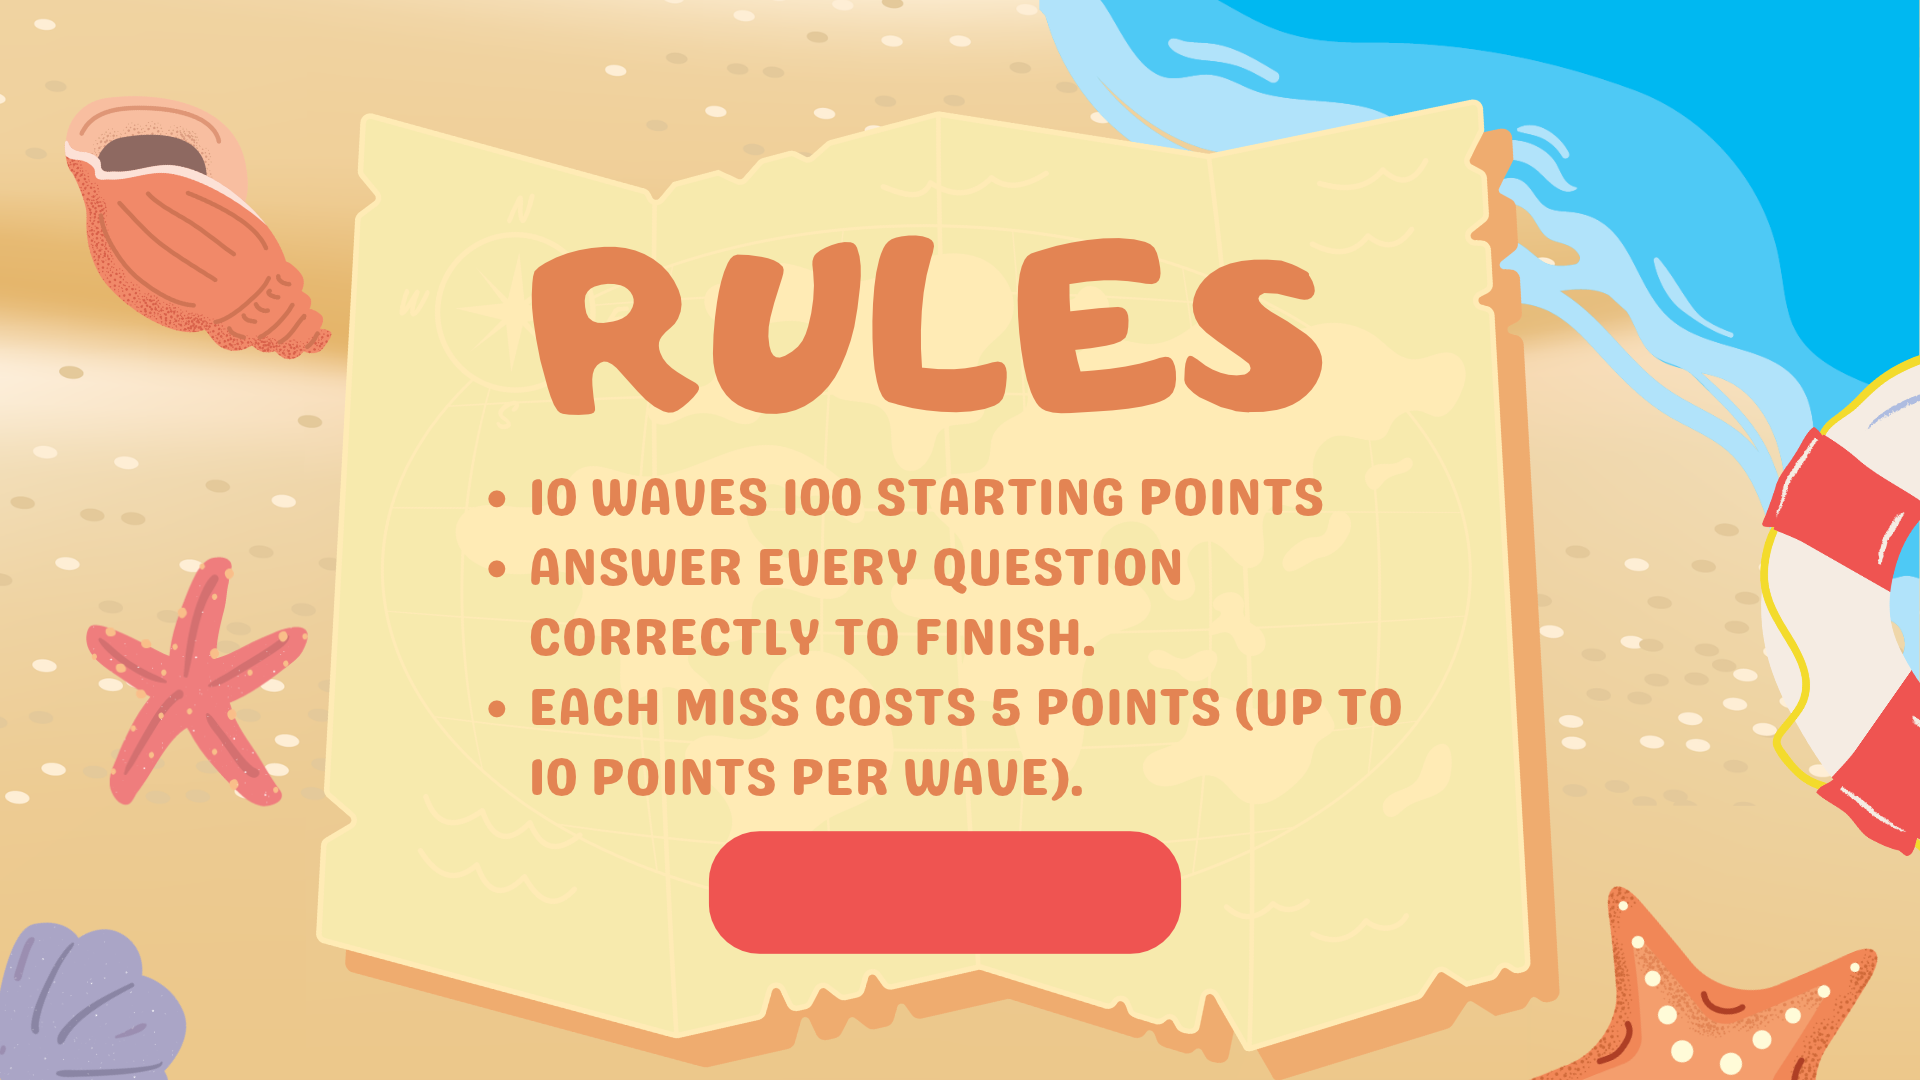 N
W
S
RULES
• 10 WAVES 100 STARTING POINTS
• ANSWER EVERY QUESTION
CORRECTLY TO FINISH.
• EACH MISS COSTS 5 POINTS (UP TO
10 POINTS PER WAVE).